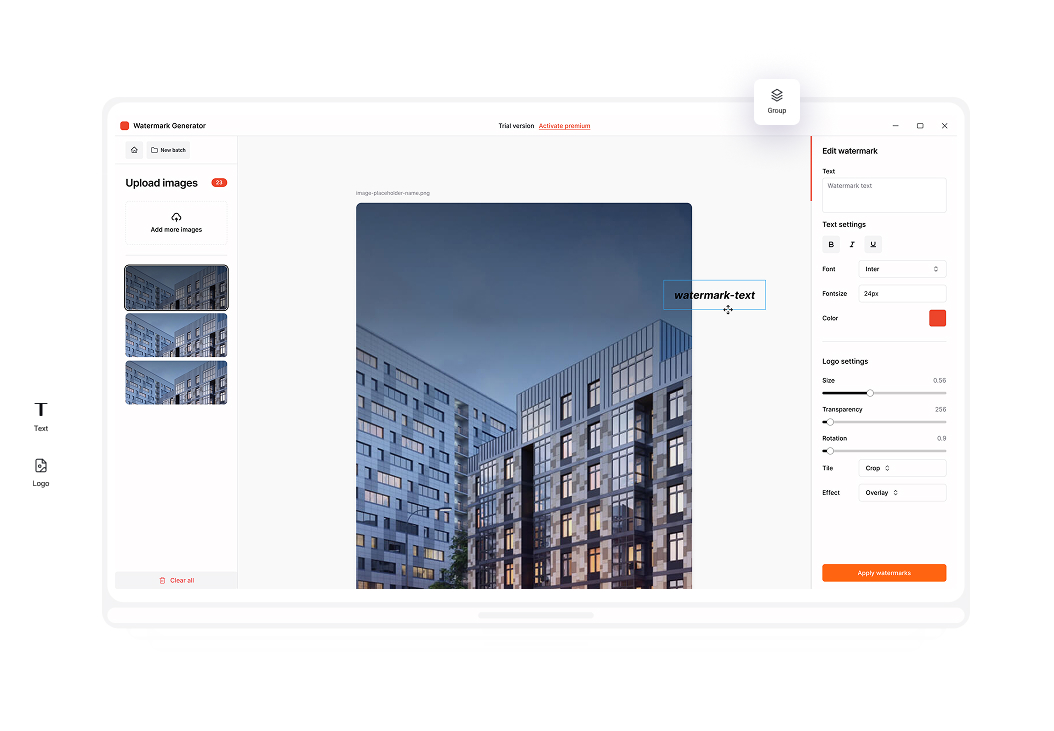 Group
Watermark Generator
Trial version Activate premium
New batch
Upload images 23
Add more images
Clear all
image-placeholder-name.png
watermark-text
Edit watermark
Text
Watermark text
Text settings
B I U
Font Inter
Fontsize 24px
Color
Logo settings
Size 0.56
Transparency 256
Rotation 0.9
Tile Crop
Effect Overlay
Apply watermarks
T
Text
Logo